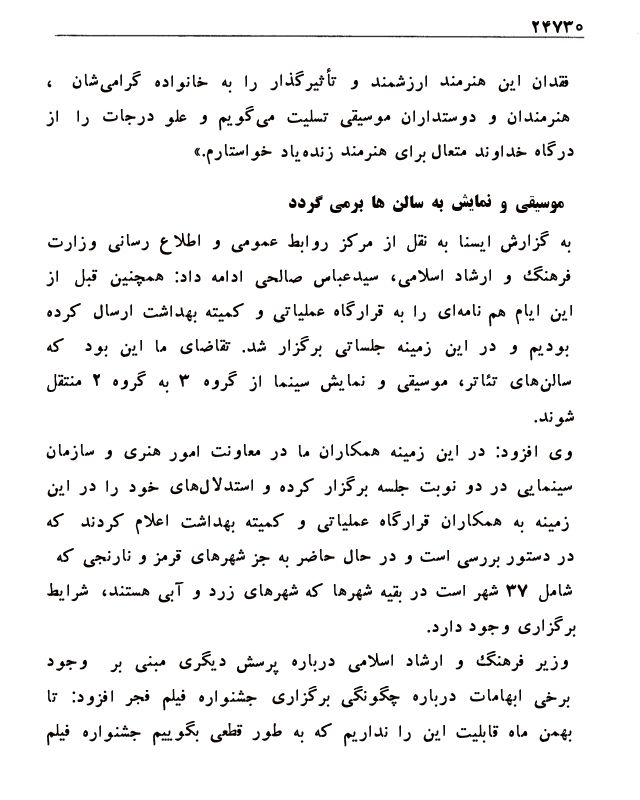 ۲۴۷۳۰
فقدان این هنرمند ارزشمند و تأثیرگذار را به خانواده گرامی‌شان ،
هنرمندان و دوستداران موسیقی تسلیت می‌گویم و علو درجات را از
درگاه خداوند متعال برای هنرمند زنده‌یاد خواستارم.»
موسیقی و نمایش به سالن ها برمی گردد
به گزارش ایسنا به نقل از مرکز روابط عمومی و اطلاع رسانی وزارت
فرهنگ و ارشاد اسلامی، سیدعباس صالحی ادامه داد: همچنین قبل از
این ایام هم نامه‌ای را به قرارگاه عملیاتی و کمیته بهداشت ارسال کرده
بودیم و در این زمینه جلساتی برگزار شد. تقاضای ما این بود که
سالن‌های تئاتر، موسیقی و نمایش سینما از گروه ۳ به گروه ۲ منتقل
شوند.
وی افزود: در این زمینه همکاران ما در معاونت امور هنری و سازمان
سینمایی در دو نوبت جلسه برگزار کرده و استدلال‌های خود را در این
زمینه به همکاران قرارگاه عملیاتی و کمیته بهداشت اعلام کردند که
در دستور بررسی است و در حال حاضر به جز شهرهای قرمز و نارنجی که
شامل ۳۷ شهر است در بقیه شهرها که شهرهای زرد و آبی هستند، شرایط
برگزاری وجود دارد.
وزیر فرهنگ و ارشاد اسلامی درباره پرسش دیگری مبنی بر وجود
برخی ابهامات درباره چگونگی برگزاری جشنواره فیلم فجر افزود: تا
بهمن ماه قابلیت این را نداریم که به طور قطعی بگوییم جشنواره فیلم